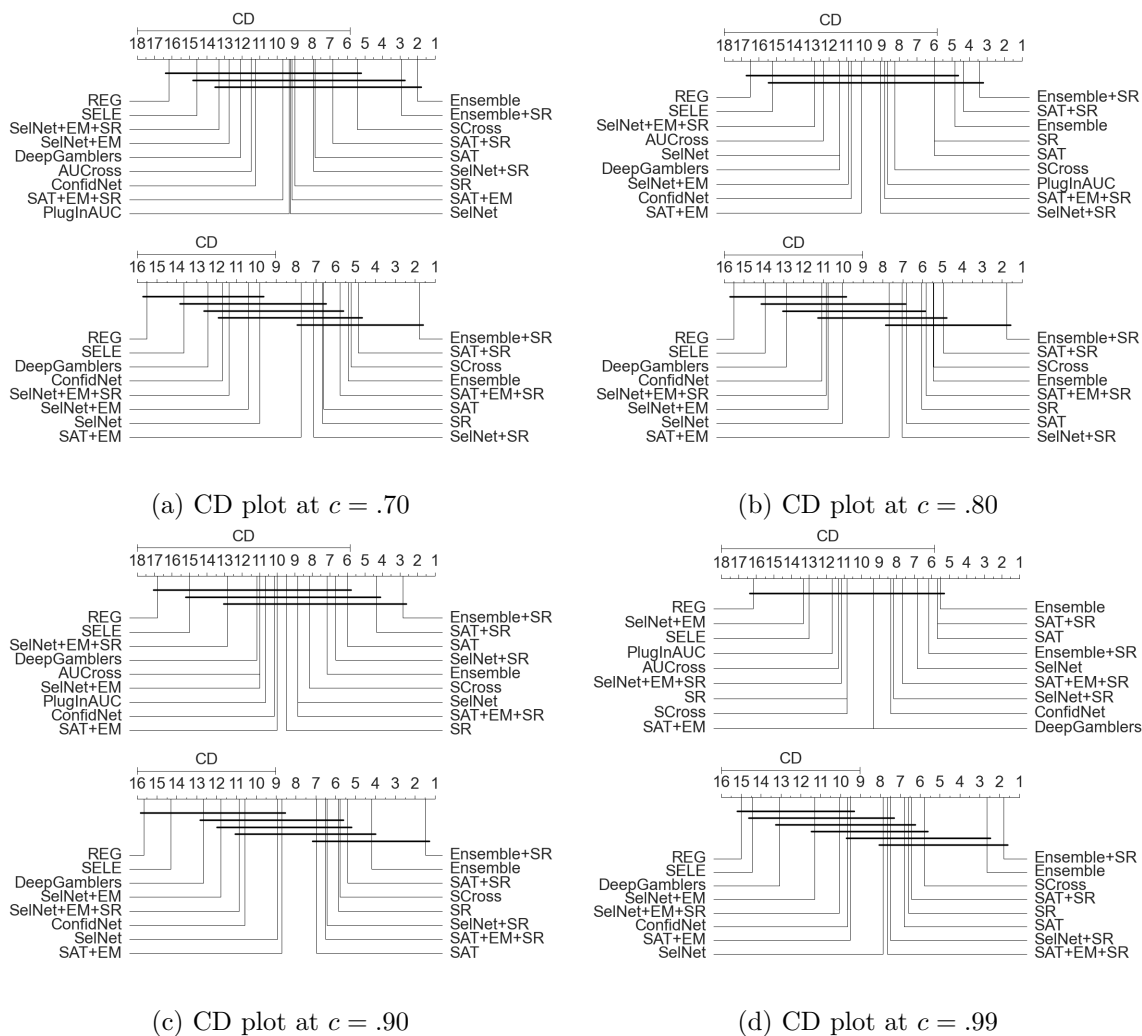 CD
18 17 16 15 14 13 12 11 10 9 8 7 6 5 4 3 2 1
REG
SELE
SelNet+EM+SR
SelNet+EM
DeepGamblers
AUCross
ConfidNet
SAT+EM+SR
PlugInAUC
Ensemble
Ensemble+SR
SCross
SAT+SR
SAT
SelNet+SR
SR
SAT+EM
SelNet
CD
16 15 14 13 12 11 10 9 8 7 6 5 4 3 2 1
REG
SELE
DeepGamblers
ConfidNet
SelNet+EM+SR
SelNet+EM
SelNet
SAT+EM
Ensemble+SR
SAT+SR
SCross
Ensemble
SAT+EM+SR
SAT
SR
SelNet+SR
(a) CD plot at c = .70
CD
18 17 16 15 14 13 12 11 10 9 8 7 6 5 4 3 2 1
REG
SELE
SelNet+EM+SR
AUCross
SelNet
DeepGamblers
SelNet+EM
ConfidNet
SAT+EM
Ensemble+SR
SAT+SR
Ensemble
SR
SAT
SCross
PlugInAUC
SAT+EM+SR
SelNet+SR
CD
16 15 14 13 12 11 10 9 8 7 6 5 4 3 2 1
REG
SELE
DeepGamblers
ConfidNet
SelNet+EM+SR
SelNet+EM
SelNet
SAT+EM
Ensemble+SR
SAT+SR
SCross
Ensemble
SAT+EM+SR
SR
SAT
SelNet+SR
(b) CD plot at c = .80
CD
18 17 16 15 14 13 12 11 10 9 8 7 6 5 4 3 2 1
REG
SELE
SelNet+EM+SR
DeepGamblers
AUCross
SelNet+EM
PlugInAUC
ConfidNet
SAT+EM
Ensemble+SR
SAT+SR
SAT
SelNet+SR
Ensemble
SCross
SelNet
SAT+EM+SR
SR
CD
16 15 14 13 12 11 10 9 8 7 6 5 4 3 2 1
REG
SELE
DeepGamblers
SelNet+EM
SelNet+EM+SR
ConfidNet
SelNet
SAT+EM
Ensemble+SR
Ensemble
SAT+SR
SCross
SR
SelNet+SR
SAT+EM+SR
SAT
(c) CD plot at c = .90
CD
18 17 16 15 14 13 12 11 10 9 8 7 6 5 4 3 2 1
REG
SelNet+EM
SELE
PlugInAUC
AUCross
SelNet+EM+SR
SR
SCross
SAT+EM
Ensemble
SAT+SR
SAT
Ensemble+SR
SelNet
SAT+EM+SR
SelNet+SR
ConfidNet
DeepGamblers
CD
16 15 14 13 12 11 10 9 8 7 6 5 4 3 2 1
REG
SELE
DeepGamblers
SelNet+EM
SelNet+EM+SR
ConfidNet
SAT+EM
SelNet
Ensemble+SR
Ensemble
SCross
SAT+SR
SR
SAT
SelNet+SR
SAT+EM+SR
(d) CD plot at c = .99